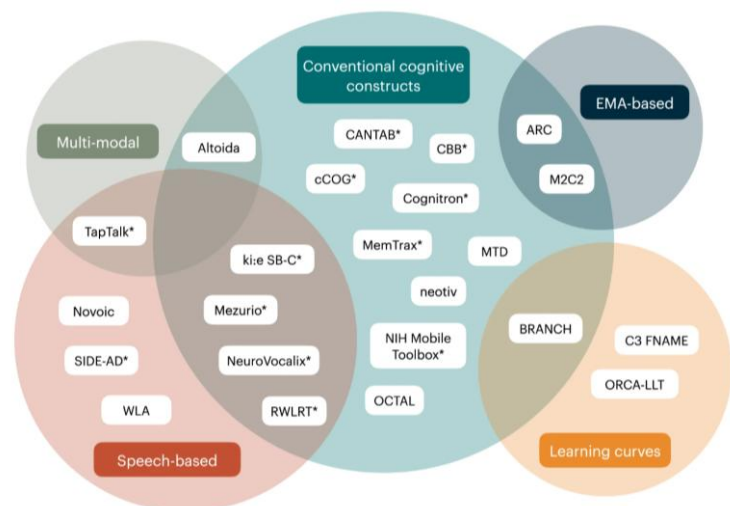 Conventional cognitive
constructs
EMA-based
Multi-modal
Altoida
CANTAB*
CBB*
ARC
cCOG*
M2C2
Cognitron*
TapTalk*
ki:e SB-C*
MemTrax*
MTD
neotiv
Novoic
Mezurio*
BRANCH
C3 FNAME
NIH Mobile
Toolbox*
SIDE-AD*
NeuroVocalix*
ORCA-LLT
WLA
RWLRT*
OCTAL
Speech-based
Learning curves